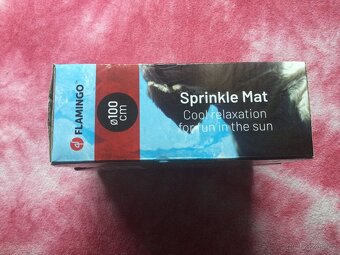 FLAMINGO
ø100
cm
Sprinkle Mat
Cool relaxation
for fun in the sun